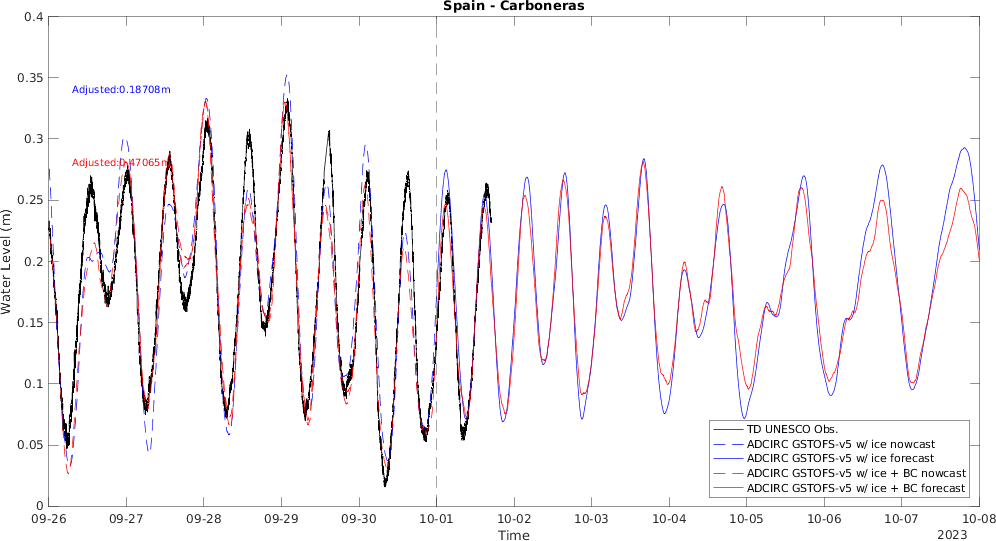 Spain - Carboneras
0.4
0.35
0.3
0.25
0.2
0.15
0.1
0.05
0
Water Level (m)
Adjusted:0.18708m
Adjusted:0.47065m
TD UNESCO Obs.
ADCIRC GSTOFS-v5 w/ ice nowcast
ADCIRC GSTOFS-v5 w/ ice forecast
ADCIRC GSTOFS-v5 w/ ice + BC nowcast
ADCIRC GSTOFS-v5 w/ ice + BC forecast
09-26 09-27 09-28 09-29 09-30 10-01 10-02 10-03 10-04 10-05 10-06 10-07 10-08
Time
2023